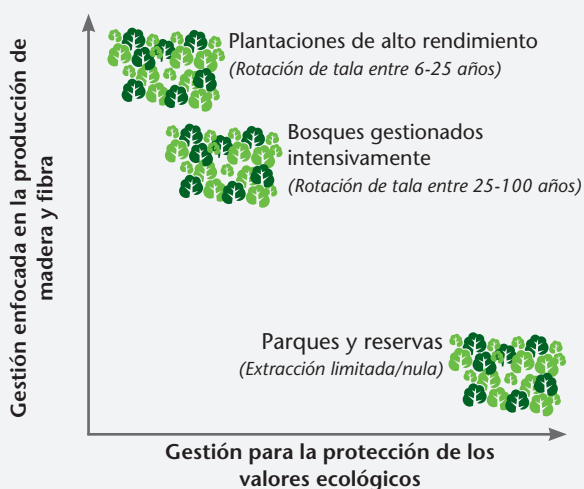 Gestión enfocada en la producción de
madera y fibra
Plantaciones de alto rendimiento
(Rotación de tala entre 6-25 años)
Bosques gestionados
intensivamente
(Rotación de tala entre 25-100 años)
Parques y reservas
(Extracción limitada/nula)
Gestión para la protección de los
valores ecológicos